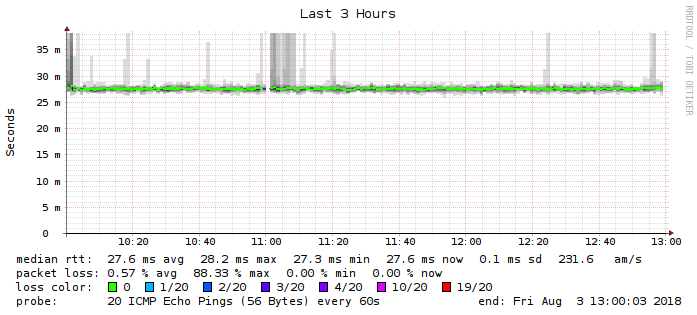 Last 3 Hours
RRDTOOL / TOBI OETIKER
Seconds
35 m
30 m
25 m
20 m
15 m
10 m
5 m
0
10:20 10:40 11:00 11:20 11:40 12:00 12:20 12:40 13:00
median rtt: 27.6 ms avg 28.2 ms max 27.3 ms min 27.6 ms now 0.1 ms sd 231.6 am/s
packet loss: 0.57 % avg 88.33 % max 0.00 % min 0.00 % now
loss color: 0 1/20 2/20 3/20 4/20 10/20 19/20
probe: 20 ICMP Echo Pings (56 Bytes) every 60s end: Fri Aug 3 13:00:03 2018